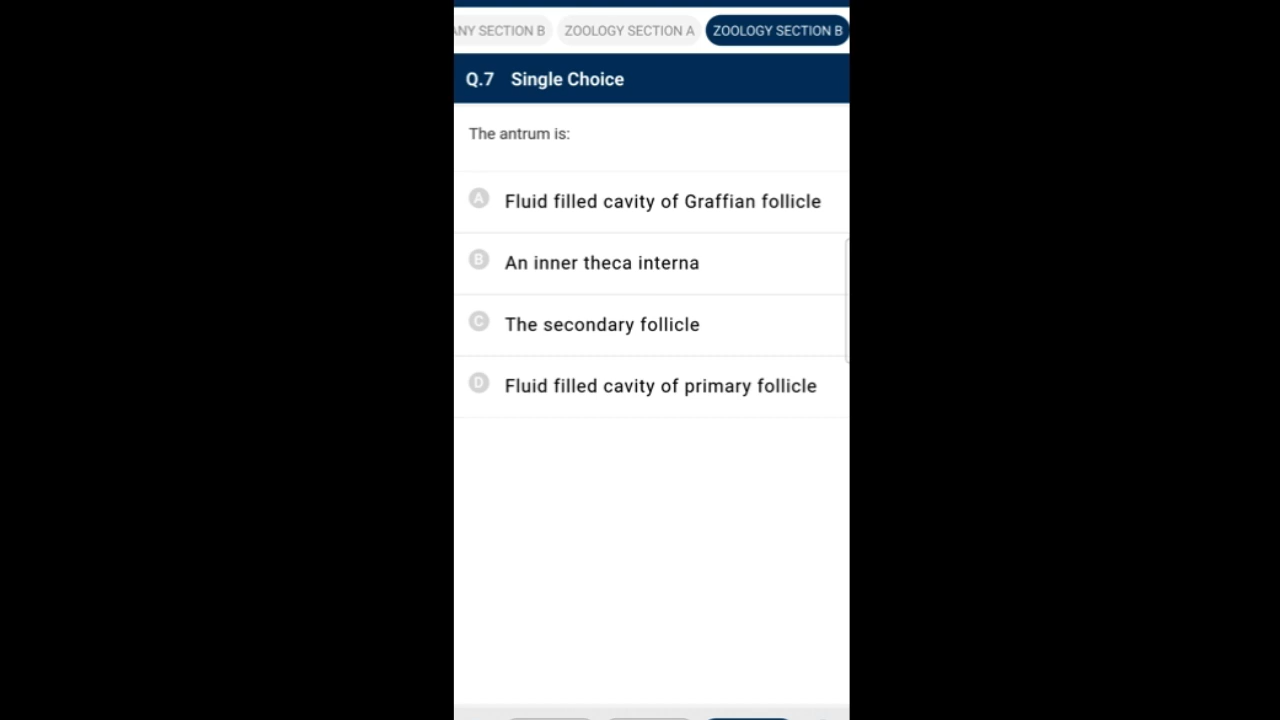 ANY SECTION B ZOOLOGY SECTION A ZOOLOGY SECTION B
Q.7 Single Choice
The antrum is:
A Fluid filled cavity of Graffian follicle
B An inner theca interna
C The secondary follicle
D Fluid filled cavity of primary follicle